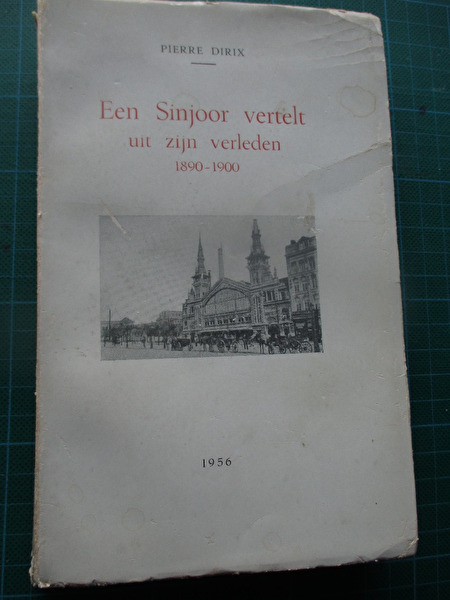 PIERRE DIRIX
Een Sinjoor vertelt
uit zijn verleden
1890-1900
1956